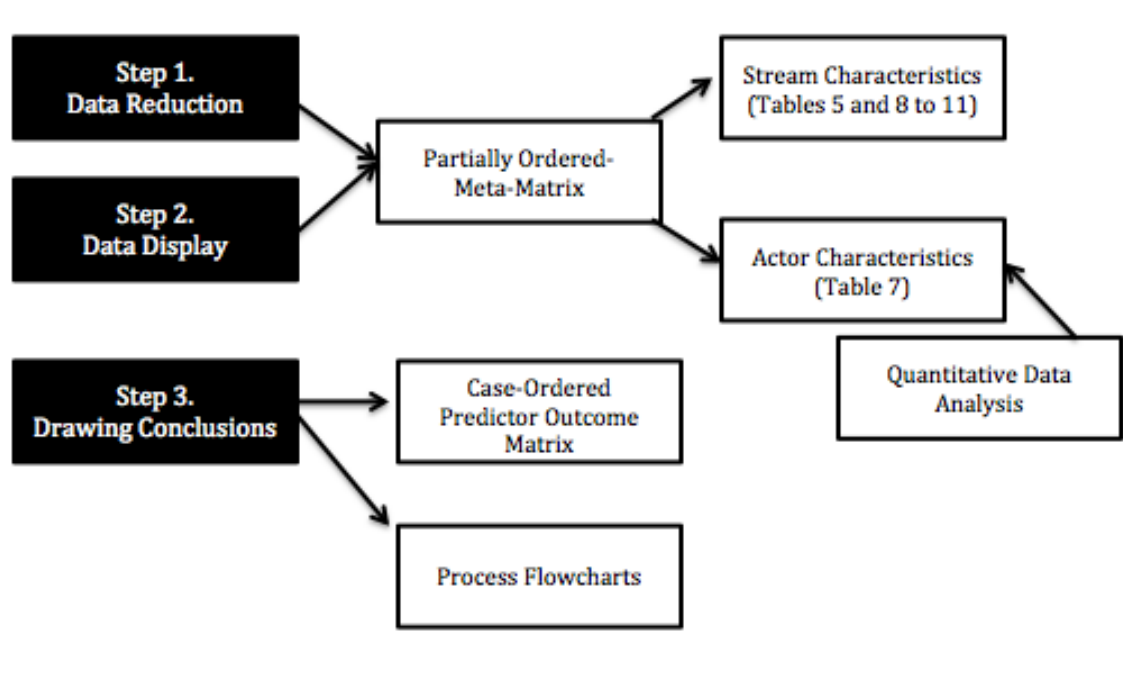 Step 1.
Data Reduction
Step 2.
Data Display
Partially Ordered-
Meta-Matrix
Stream Characteristics
(Tables 5 and 8 to 11)
Actor Characteristics
(Table 7)
Quantitative Data
Analysis
Step 3.
Drawing Conclusions
Case-Ordered
Predictor Outcome
Matrix
Process Flowcharts